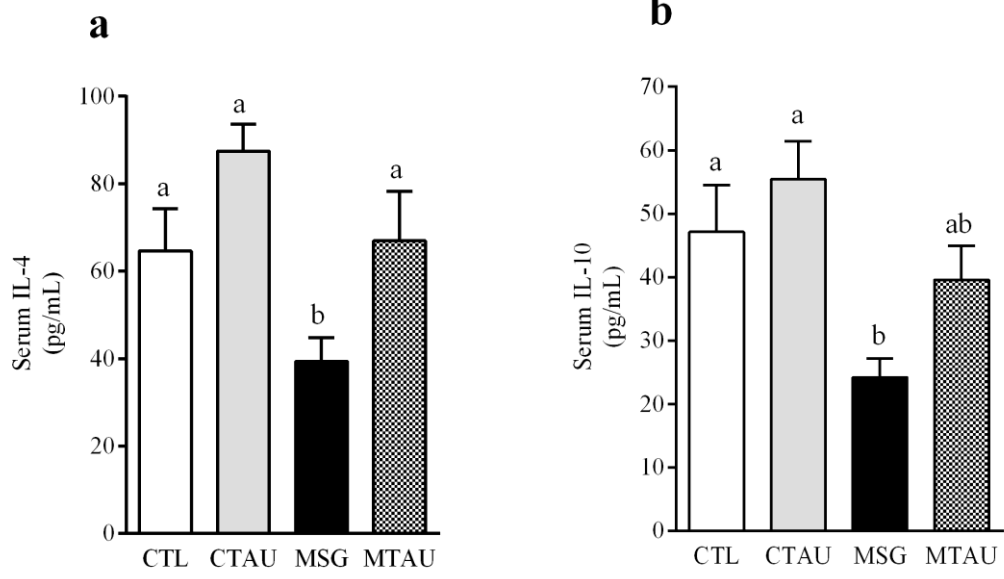 a
Serum IL-4
(pg/mL)
100
80
60
40
20
0
a
a
b
a
CTL CTAU MSG MTAU
b
Serum IL-10
(pg/mL)
70
60
50
40
30
20
10
0
a
a
b
ab
CTL CTAU MSG MTAU